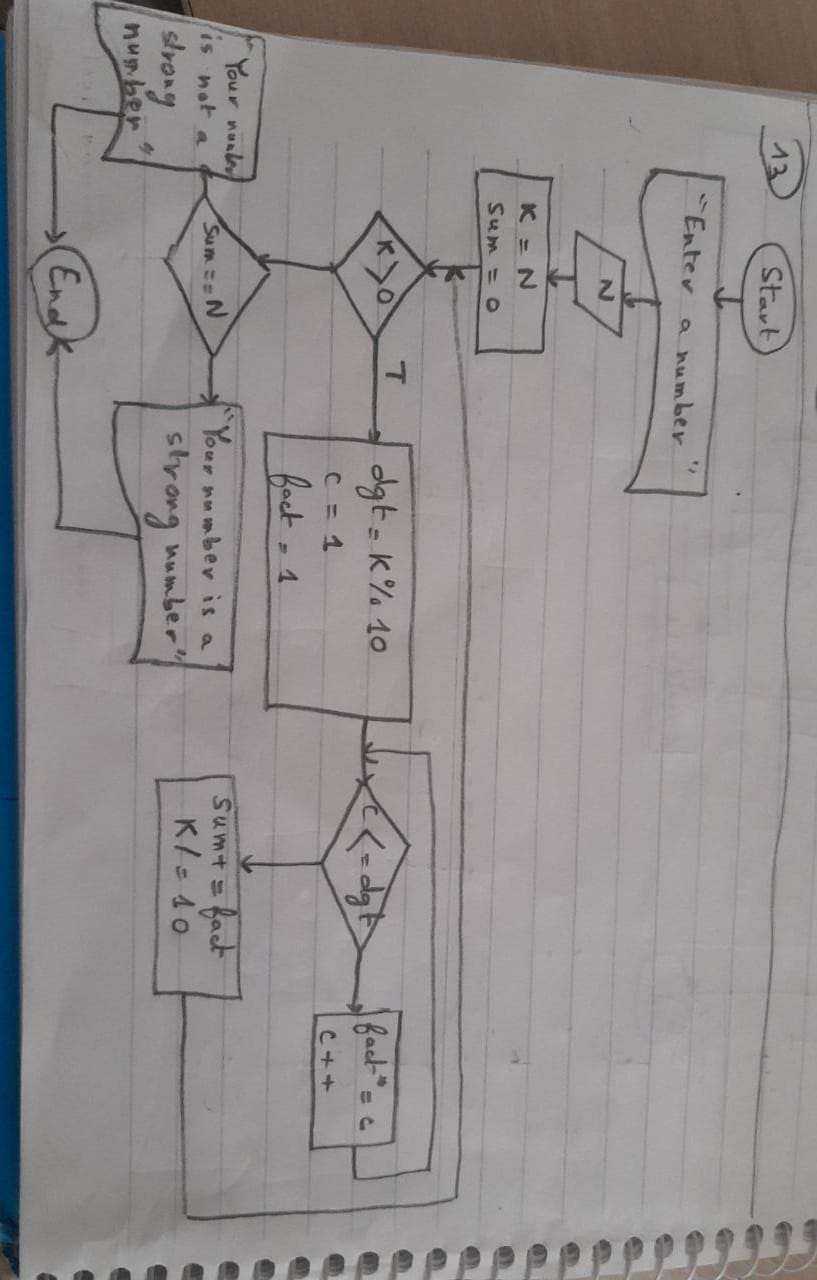 13
Start
"Enter a number"
N
K = N
sum = 0
K > 0
T
dgt = K % 10
c = 1
fact = 1
c <= dgt
fact* = c
c + +
sum + = fact
K / = 10
sum == N
"Your number
is not a
strong
number"
"Your number is a
strong number"
End